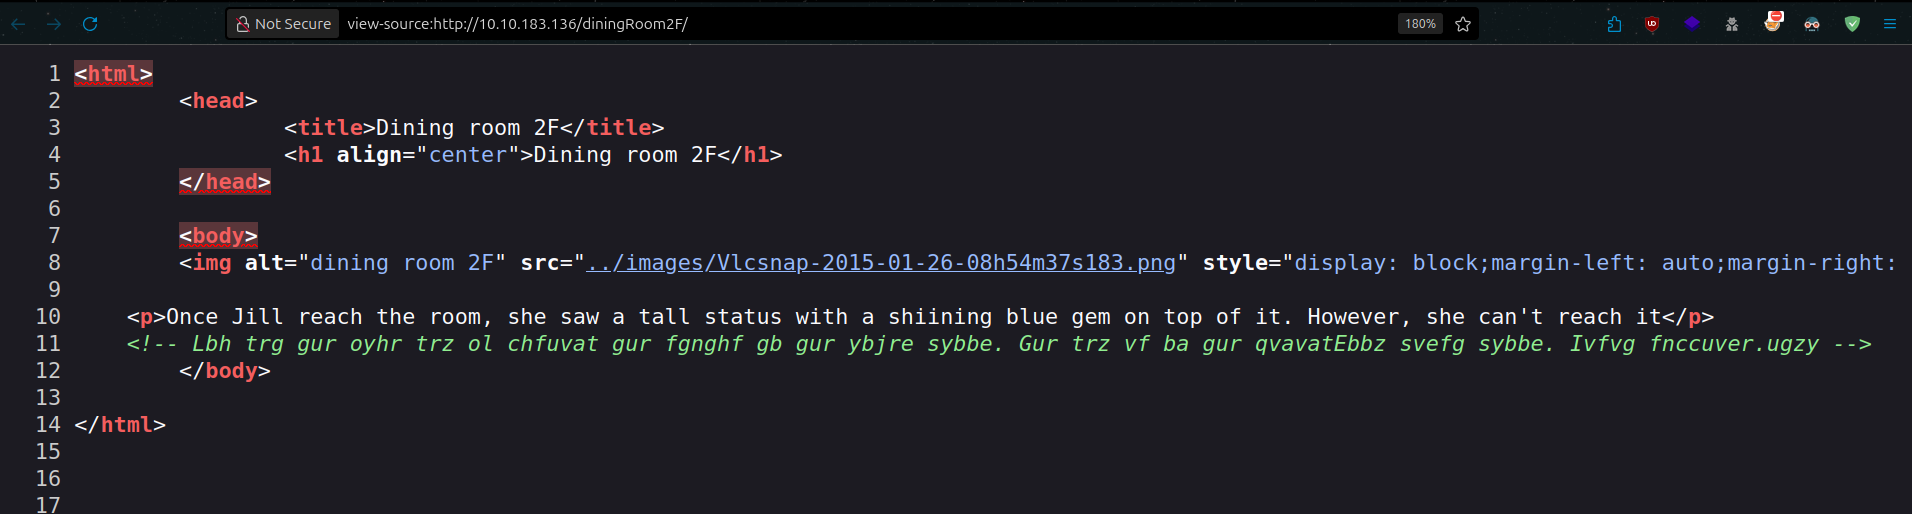 Not Secure view-source:http://10.10.183.136/diningRoom2F/ 180%
1 <html>
2 <head>
3 <title>Dining room 2F</title>
4 <h1 align="center">Dining room 2F</h1>
5 </head>
6
7 <body>
8 <img alt="dining room 2F" src="../images/Vlcsnap-2015-01-26-08h54m37s183.png" style="display: block;margin-left: auto;margin-right:
9
10 <p>Once Jill reach the room, she saw a tall status with a shiining blue gem on top of it. However, she can't reach it</p>
11 <!-- Lbh trg gur oyhr trz ol chfuvat gur fgnghf gb gur ybjre sybbe. Gur trz vf ba gur qvavatEbbz svefg sybbe. Ivfvg fnccuver.ugzy -->
12 </body>
13
14 </html>
15
16
17